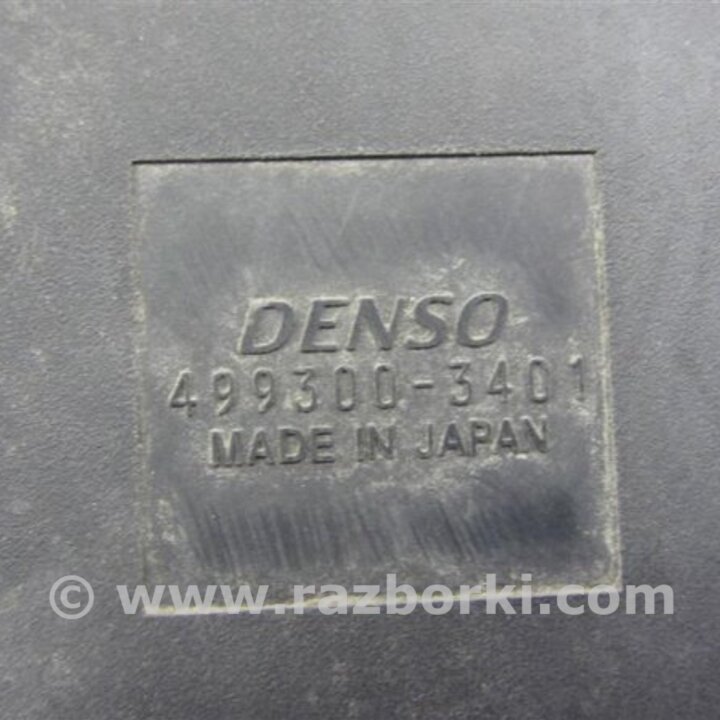 DENSO
499300-3401
MADE IN JAPAN
© www.razborki.com